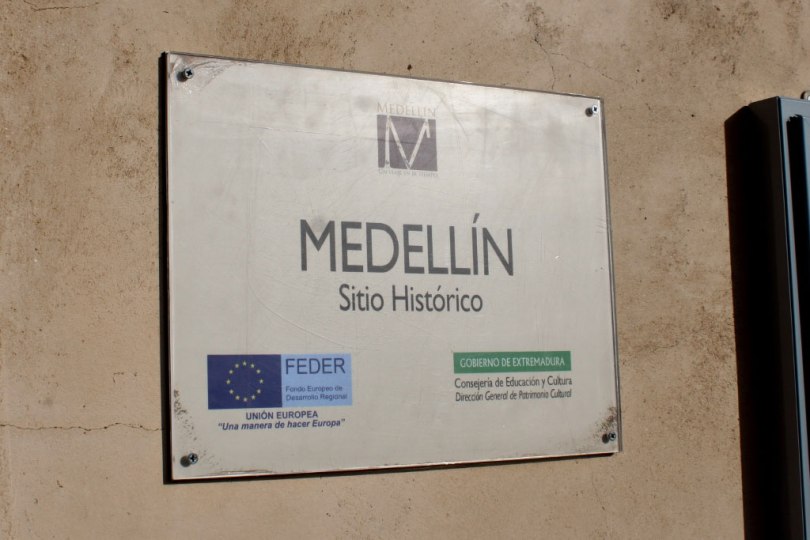 MEDELLÍN
M
MEDELLÍN
Sitio Histórico
FEDER
Fondo Europeo de
Desarrollo Regional
UNIÓN EUROPEA
"Una manera de hacer Europa"
GOBIERNO DE EXTREMADURA
Consejería de Educación y Cultura
Dirección General de Patrimonio Cultural